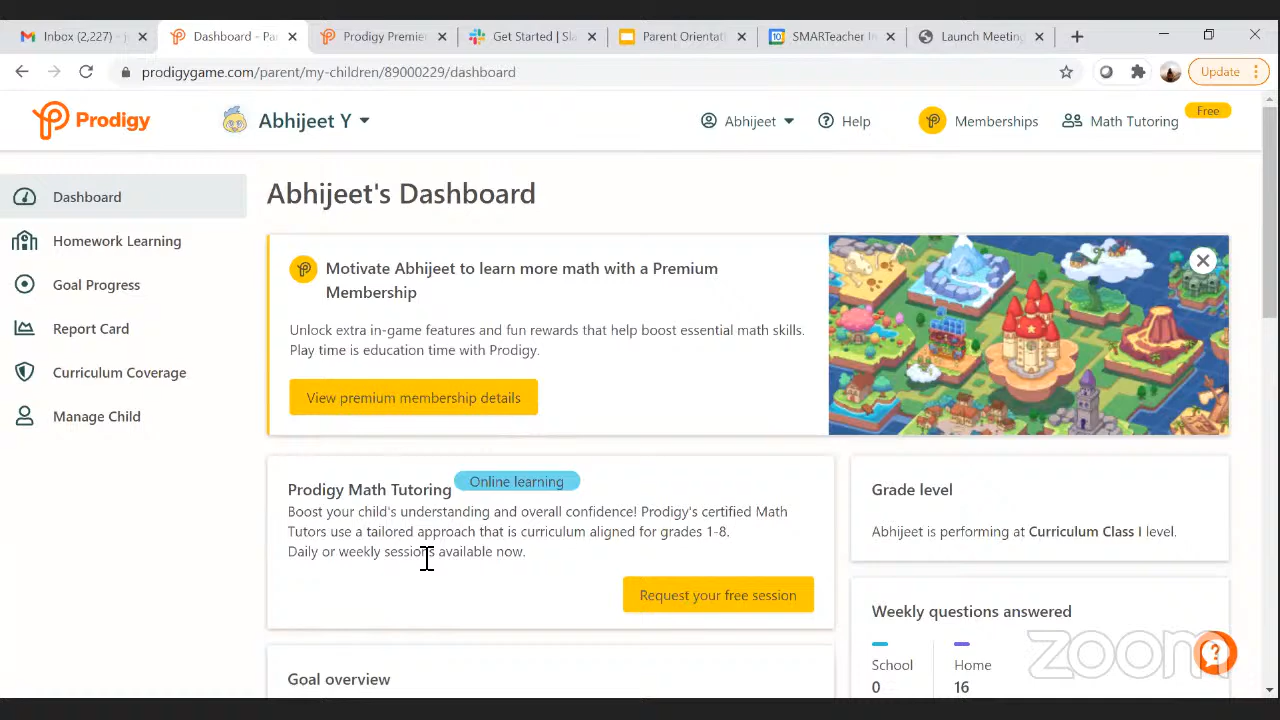 Inbox (2,227)
Dashboard - Pa
Prodigy Premie
Get Started | Sl
Parent Orientat
SMARTeacher In
Launch Meeting
prodigygame.com/parent/my-children/89000229/dashboard
Update
Prodigy
Abhijeet Y
Abhijeet
Help
Memberships
Math Tutoring
Free
Dashboard
Homework Learning
Goal Progress
Report Card
Curriculum Coverage
Manage Child
Abhijeet's Dashboard
Motivate Abhijeet to learn more math with a Premium
Membership
Unlock extra in-game features and fun rewards that help boost essential math skills.
Play time is education time with Prodigy.
View premium membership details
Prodigy Math Tutoring
Online learning
Boost your child's understanding and overall confidence! Prodigy's certified Math
Tutors use a tailored approach that is curriculum aligned for grades 1-8.
Daily or weekly sessions available now.
Request your free session
Goal overview
Grade level
Abhijeet is performing at Curriculum Class I level.
Weekly questions answered
School
0
Home
16
zoom